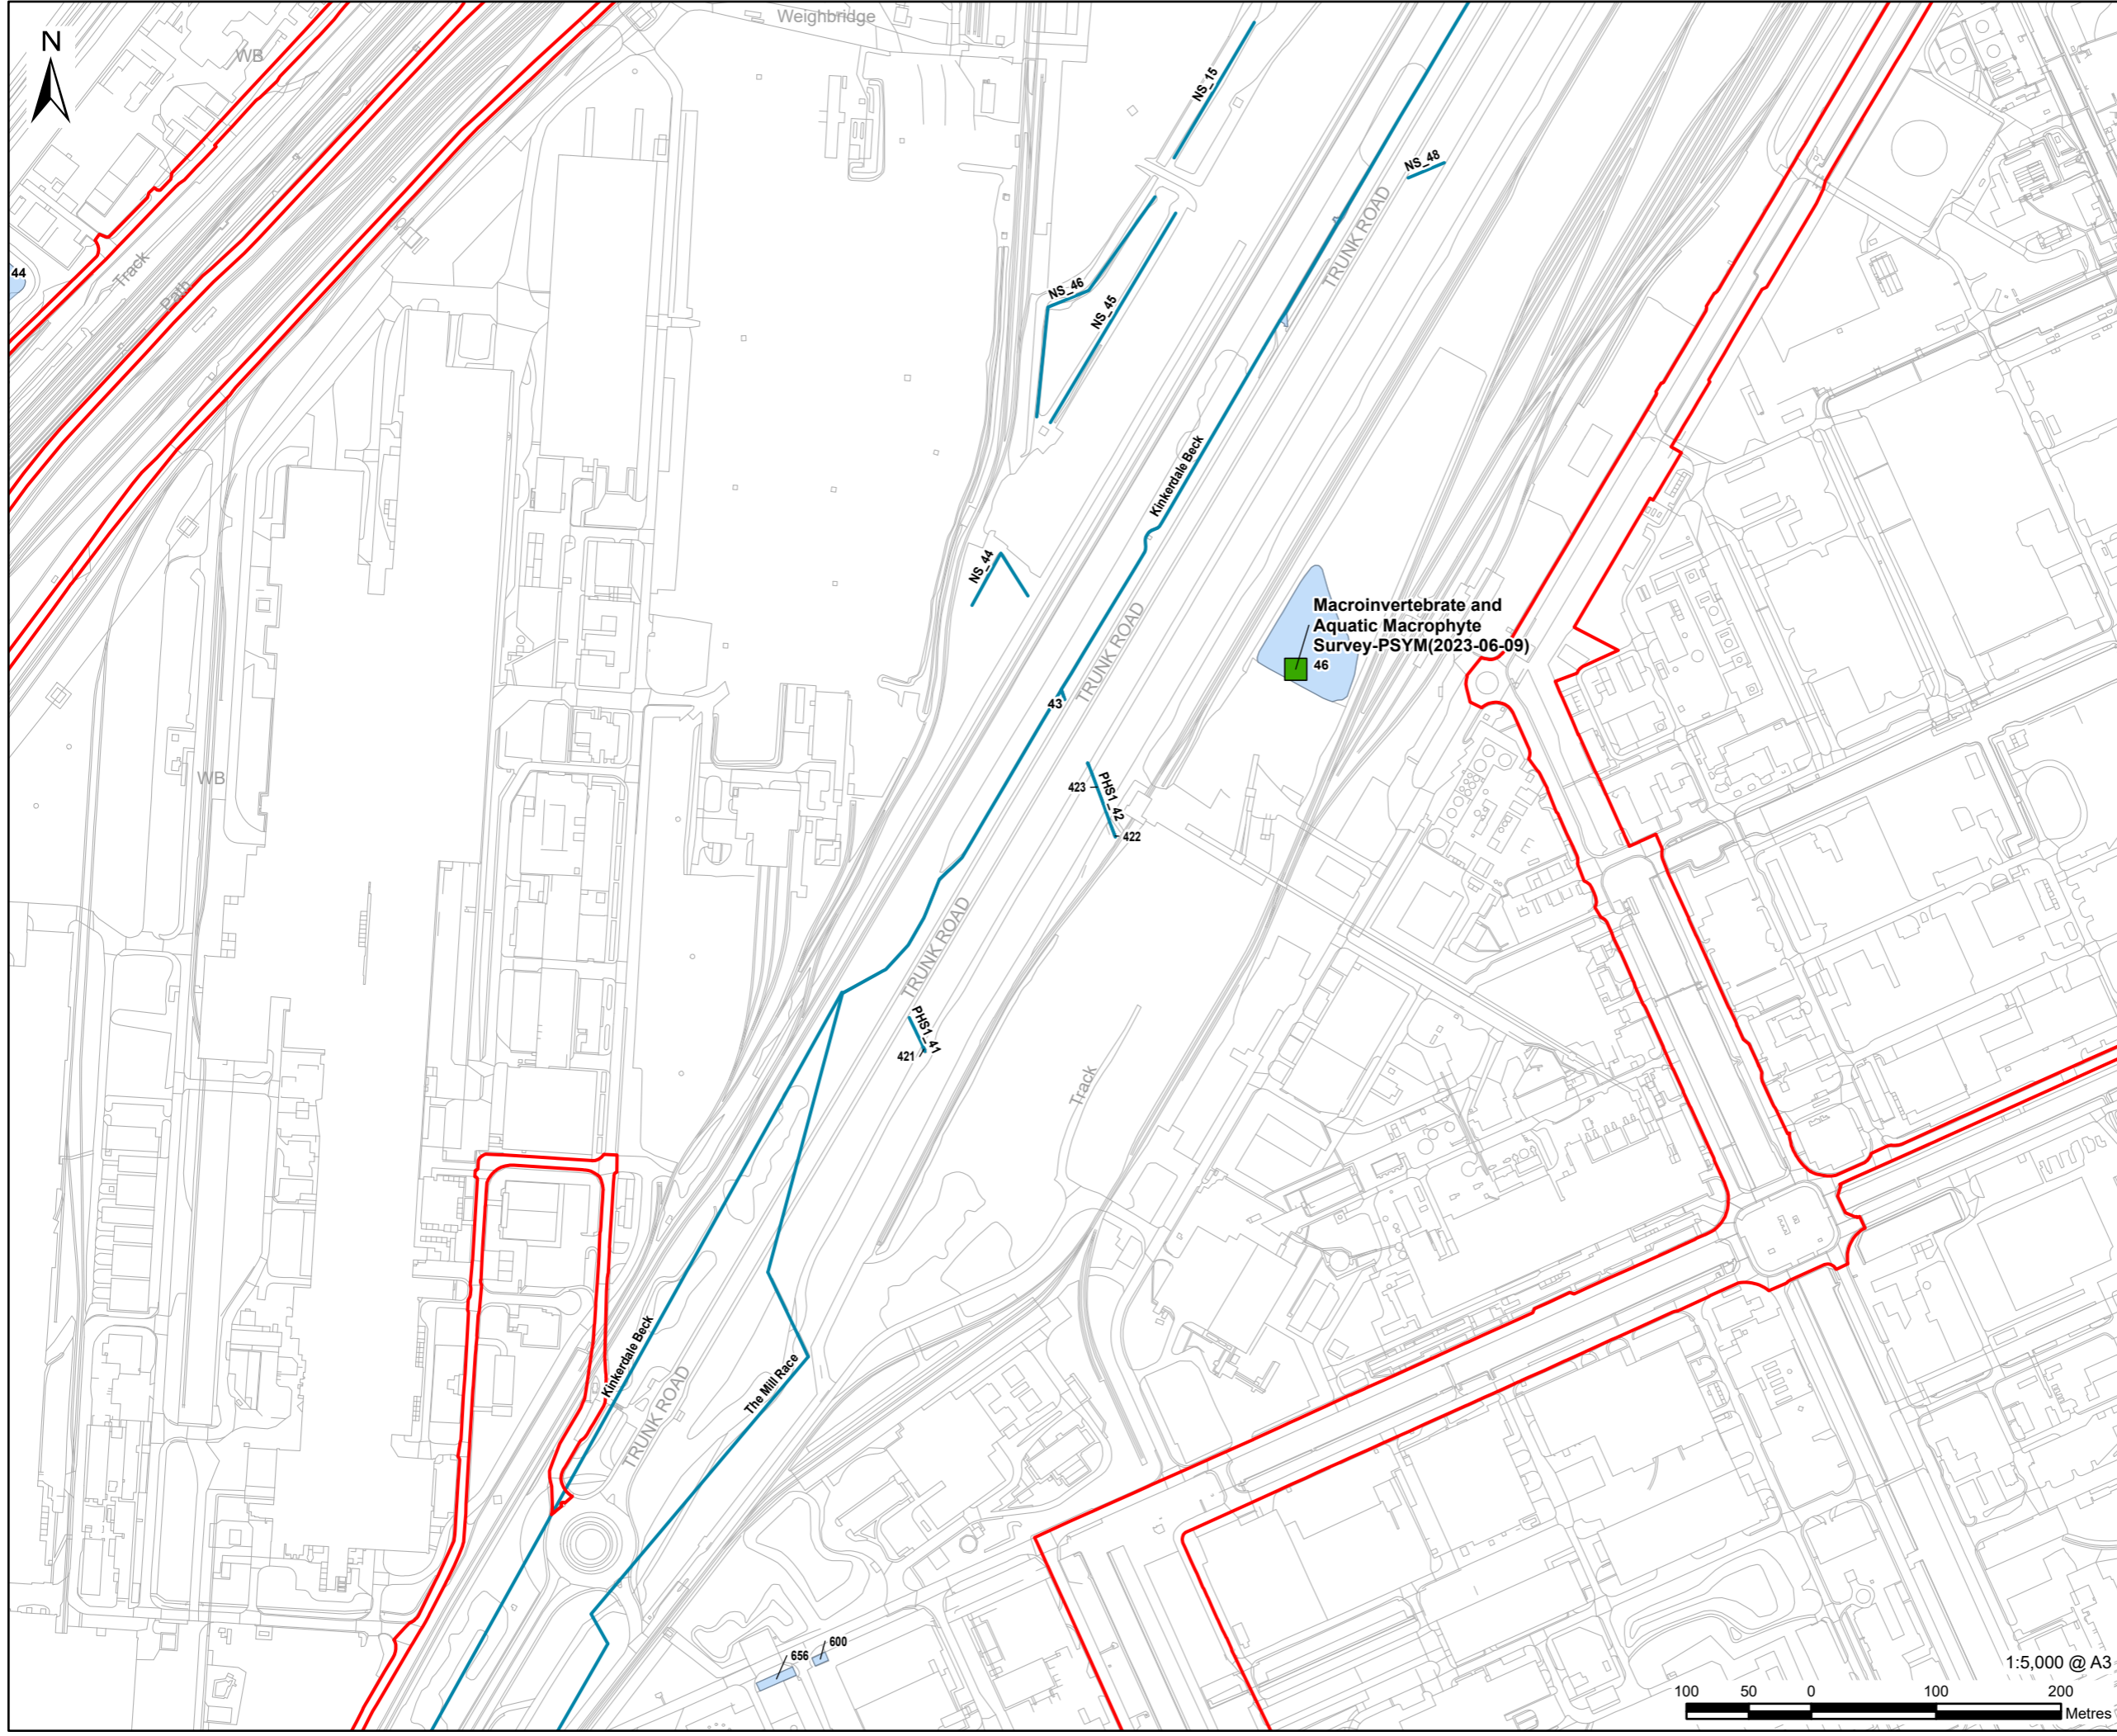 Weighbridge
N
WB
NS_15
NS_48
TRUNK ROAD
44
Track
Path
NS_46
NS_45
Kinkerdale Beck
NS_44
Macroinvertebrate and
Aquatic Macrophyte
Survey-PSYM(2023-06-09)
46
TRUNK ROAD
43
WB
423
PHS1_42
422
TRUNK ROAD
PHS1_41
421
Track
Kinkerdale Beck
The Mill Race
TRUNK ROAD
600
656
1:5,000 @ A3
100 50 0 100 200
Metres